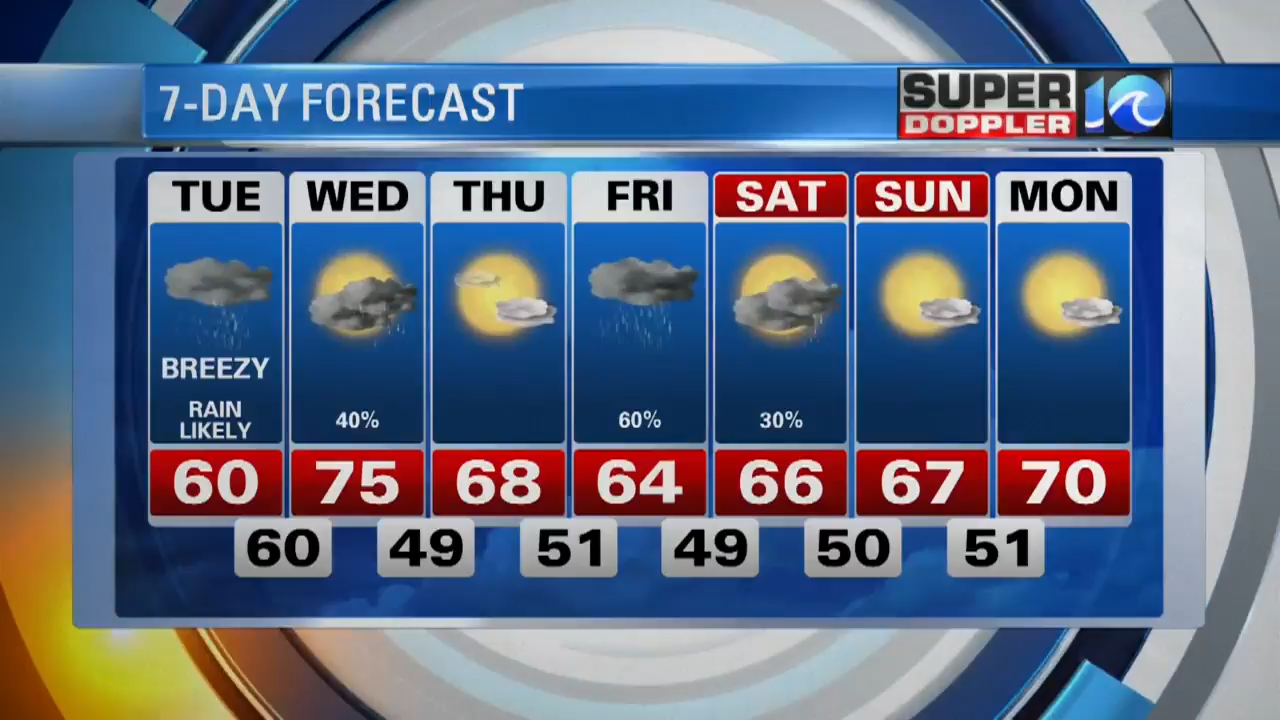 7-DAY FORECAST
SUPER
DOPPLER 10
TUE WED THU FRI SAT SUN MON
BREEZY
RAIN
LIKELY
40% 60% 30%
60 75 68 64 66 67 70
60 49 51 49 50 51